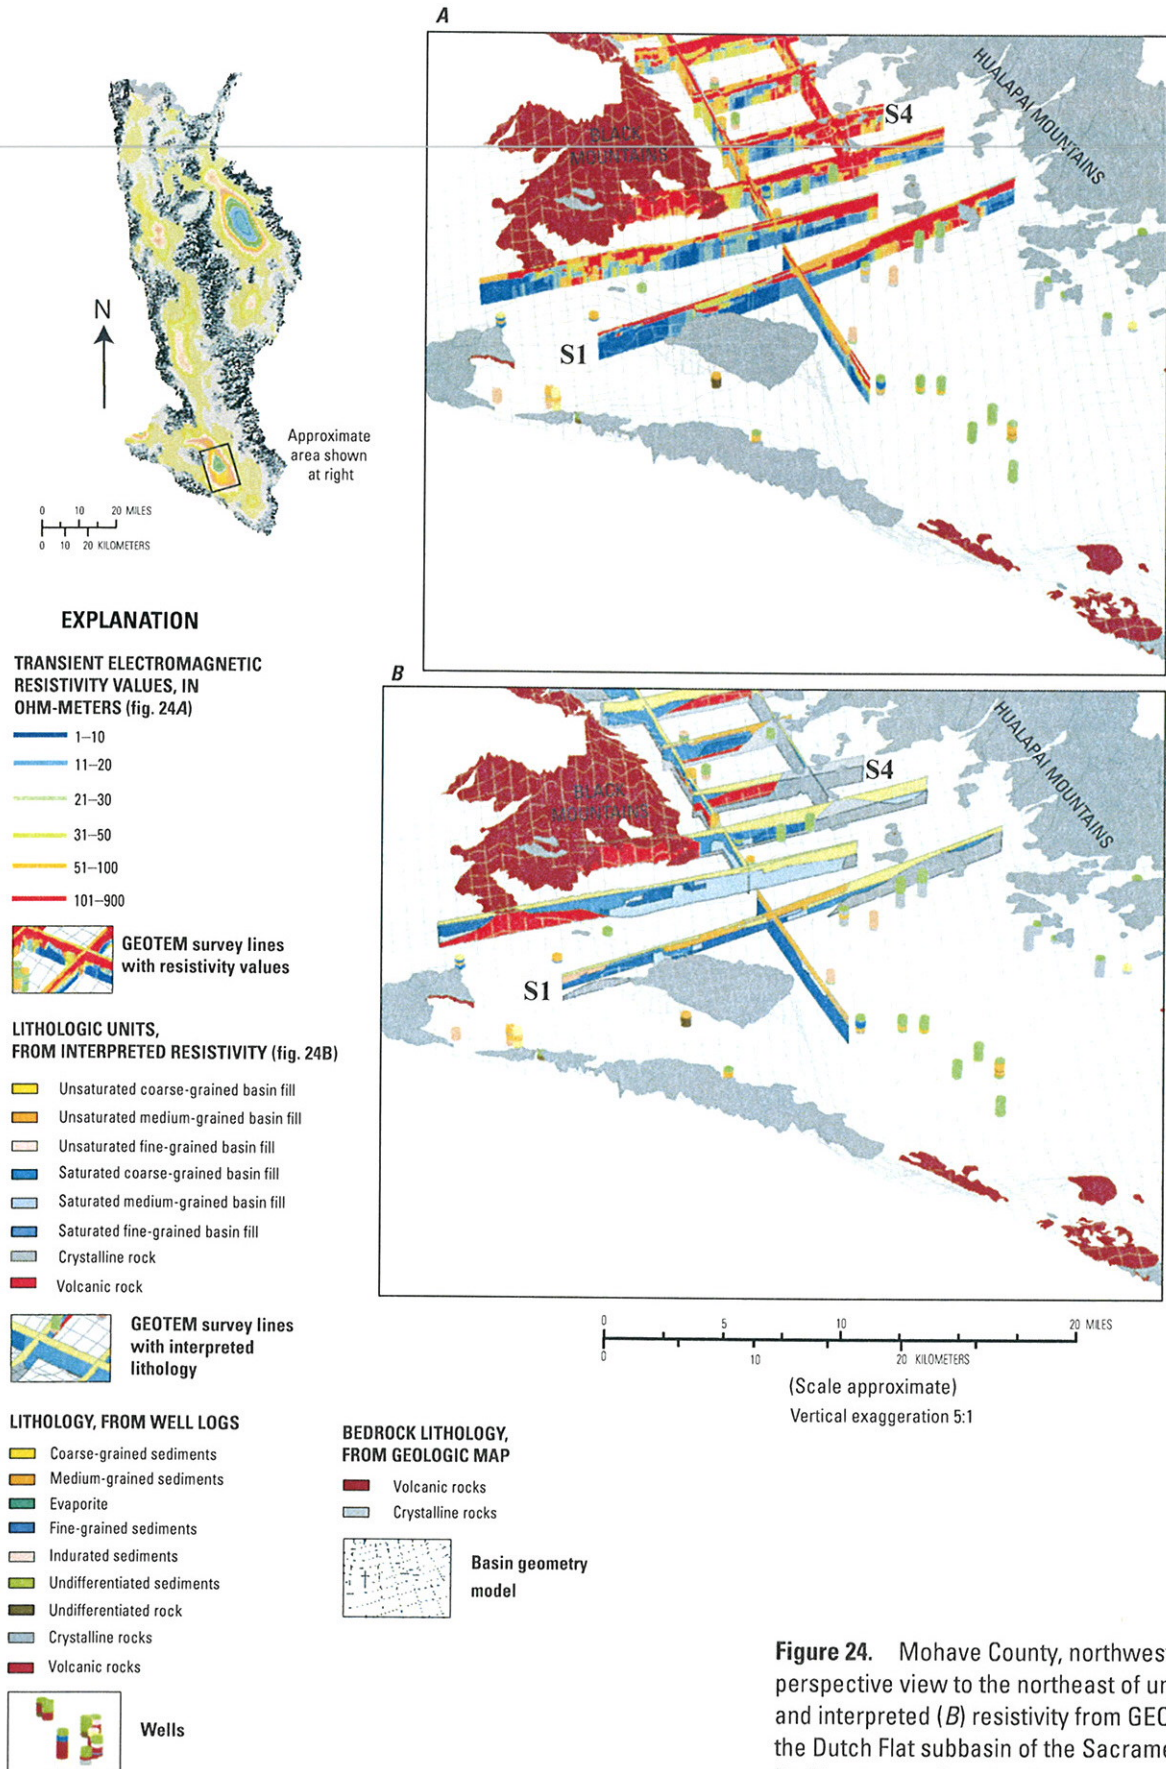 A
HUALAPAI MOUNTAINS
BLACK
MOUNTAINS
S4
S1
N
Approximate
area shown
at right
0 10 20 MILES
0 10 20 KILOMETERS
B
HUALAPAI MOUNTAINS
BLACK
MOUNTAINS
S4
S1
0 5 10 20 MILES
0 10 20 KILOMETERS
(Scale approximate)
Vertical exaggeration 5:1
EXPLANATION
TRANSIENT ELECTROMAGNETIC
RESISTIVITY VALUES, IN
OHM-METERS (fig. 24A)
1–10
11–20
21–30
31–50
51–100
101–900
GEOTEM survey lines
with resistivity values
LITHOLOGIC UNITS,
FROM INTERPRETED RESISTIVITY (fig. 24B)
Unsaturated coarse-grained basin fill
Unsaturated medium-grained basin fill
Unsaturated fine-grained basin fill
Saturated coarse-grained basin fill
Saturated medium-grained basin fill
Saturated fine-grained basin fill
Crystalline rock
Volcanic rock
GEOTEM survey lines
with interpreted
lithology
LITHOLOGY, FROM WELL LOGS
Coarse-grained sediments
Medium-grained sediments
Evaporite
Fine-grained sediments
Indurated sediments
Undifferentiated sediments
Undifferentiated rock
Crystalline rocks
Volcanic rocks
Wells
BEDROCK LITHOLOGY,
FROM GEOLOGIC MAP
Volcanic rocks
Crystalline rocks
Basin geometry
model
Figure 24. Mohave County, northwest
perspective view to the northeast of un
and interpreted (B) resistivity from GEO
the Dutch Flat subbasin of the Sacrame